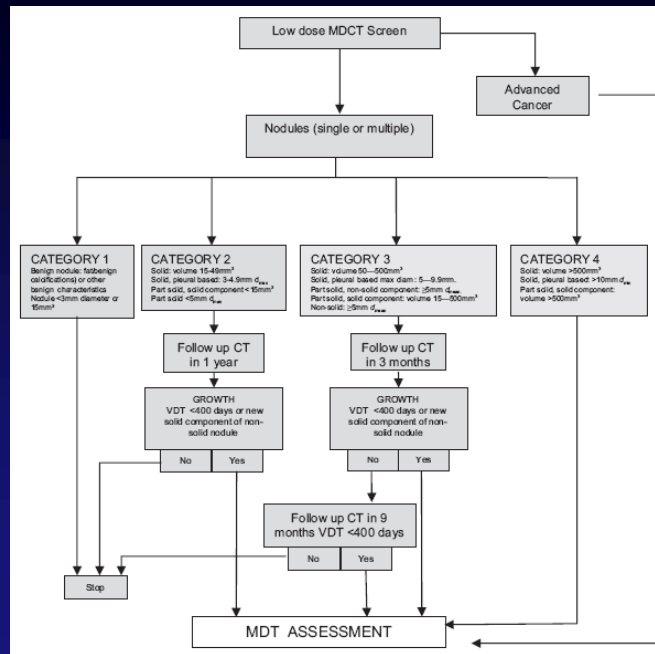 Low dose MDCT Screen
Advanced
Cancer
Nodules (single or multiple)
CATEGORY 1
Benign nodule: fat/benign
calcifications) or other
benign characteristics
Nodule <3mm diameter or
15mm³
CATEGORY 2
Solid: volume 15-49mm³
Solid, pleural based: 3-4.9mm d
Part solid, solid component < 15mm³
Part solid <5mm d
CATEGORY 3
Solid: volume 50—500mm³
Solid, pleural based max diam: 5—9.9mm.
Part solid, non-solid component: ≥5mm d
Part solid, solid component: volume 15—500mm³
Non-solid: ≥5mm d
CATEGORY 4
Solid: volume >500mm³
Solid, pleural based: >10mm d
Part solid, solid component:
volume >500mm³
Follow up CT
in 1 year
Follow up CT
in 3 months
GROWTH
VDT <400 days or new
solid component of non-
solid nodule
No Yes
GROWTH
VDT <400 days or new
solid component of non-
solid nodule
No Yes
Follow up CT in 9
months VDT <400 days
No Yes
Stop
MDT ASSESSMENT